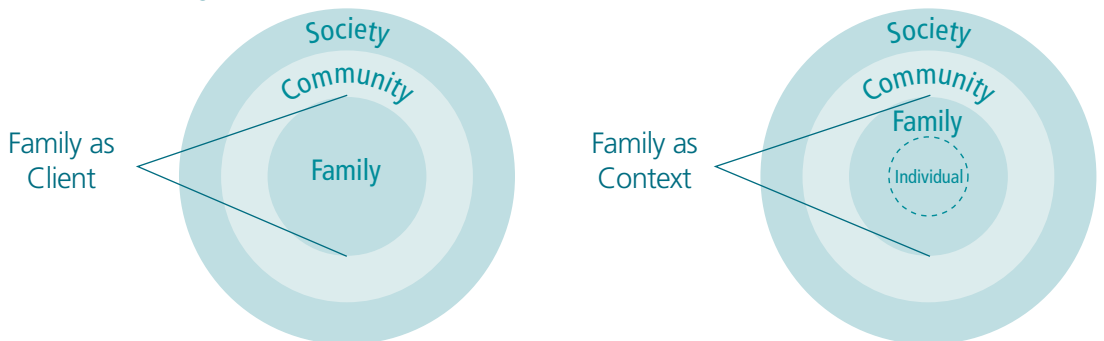 Society
Community
Family as
Client
Family
Society
Community
Family
Family as
Context
Individual